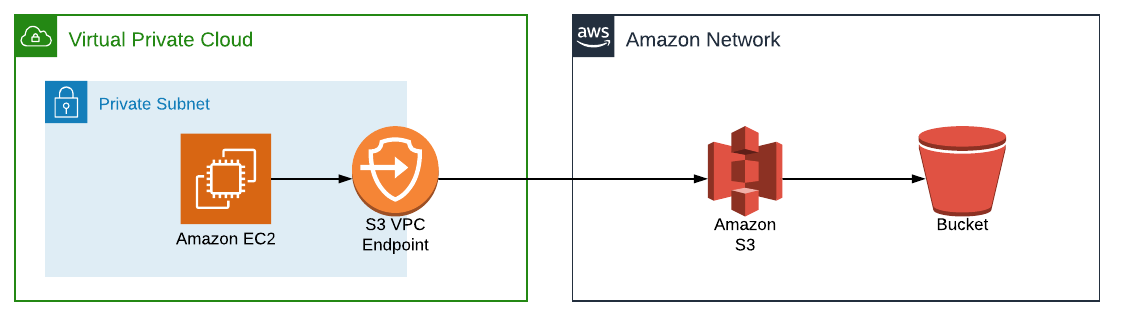 Virtual Private Cloud
aws
Amazon Network
Private Subnet
Amazon EC2
S3 VPC
Endpoint
Amazon
S3
Bucket